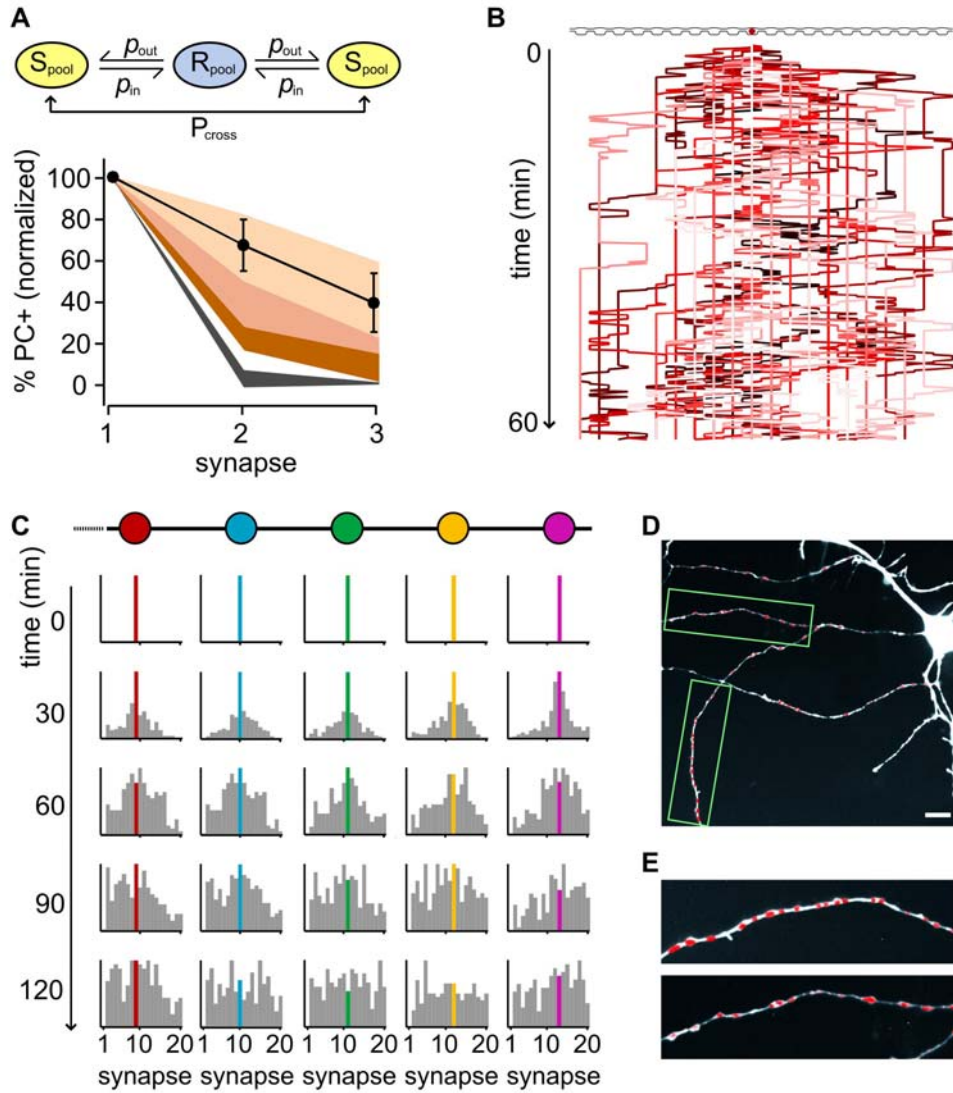 A
S pool p out p in R pool p out p in S pool
P cross
% PC+ (normalized)
100
80
60
40
20
0
1 2 3
synapse
B
0
time (min)
60
C
time (min)
0
30
60
90
120
1 10 20 1 10 20 1 10 20 1 10 20 1 10 20
synapse synapse synapse synapse synapse
D
E